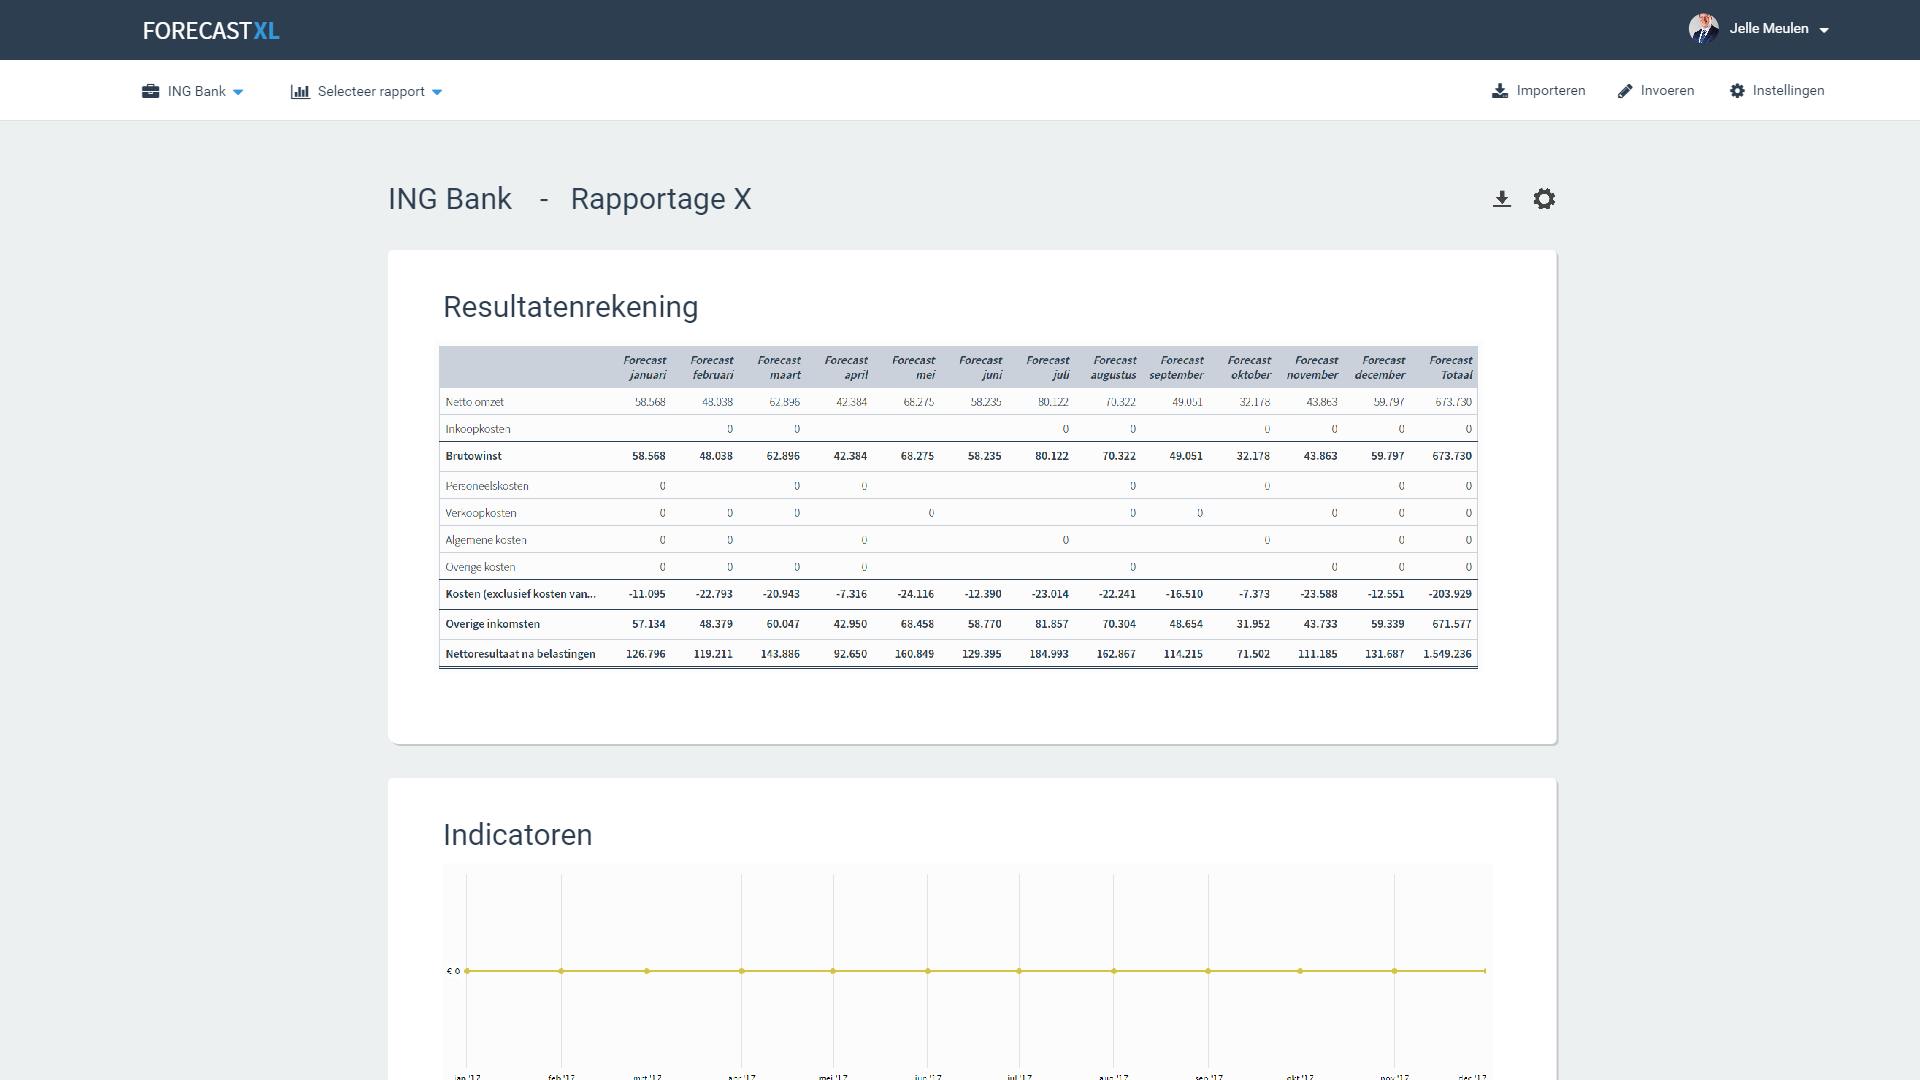 FORECASTXL
Jelle Meulen
ING Bank
Selecteer rapport
Importeren
Invoeren
Instellingen
ING Bank - Rapportage X
Resultatenrekening
Forecast januari Forecast februari Forecast maart Forecast april Forecast mei Forecast juni Forecast juli Forecast augustus Forecast september Forecast oktober Forecast november Forecast december Forecast Totaal
Netto omzet 58.568 48.038 62.896 42.384 68.275 58.235 80.122 70.322 49.051 32.178 43.863 59.797 673.730
Inkoopkosten 0 0 0 0 0 0 0 0
Brutowinst 58.568 48.038 62.896 42.384 68.275 58.235 80.122 70.322 49.051 32.178 43.863 59.797 673.730
Personeelskosten 0 0 0 0 0 0 0
Verkoopkosten 0 0 0 0 0 0 0 0 0
Algemene kosten 0 0 0 0 0 0 0
Overige kosten 0 0 0 0 0 0 0 0
Kosten (exclusief kosten van... -11.095 -22.793 -20.943 -7.316 -24.116 -12.390 -23.014 -22.241 -16.510 -7.373 -23.588 -12.551 -203.929
Overige inkomsten 57.134 48.379 60.047 42.950 68.458 58.770 81.857 70.304 48.654 31.952 43.733 59.339 671.577
Nettoresultaat na belastingen 126.796 119.211 143.886 92.650 160.849 129.395 184.993 162.867 114.215 71.502 111.185 131.687 1.549.236
Indicatoren
€ 0
jan '17 feb '17 mrt '17 apr '17 mei '17 jun '17 jul '17 aug '17 sep '17 okt '17 nov '17 dec '17